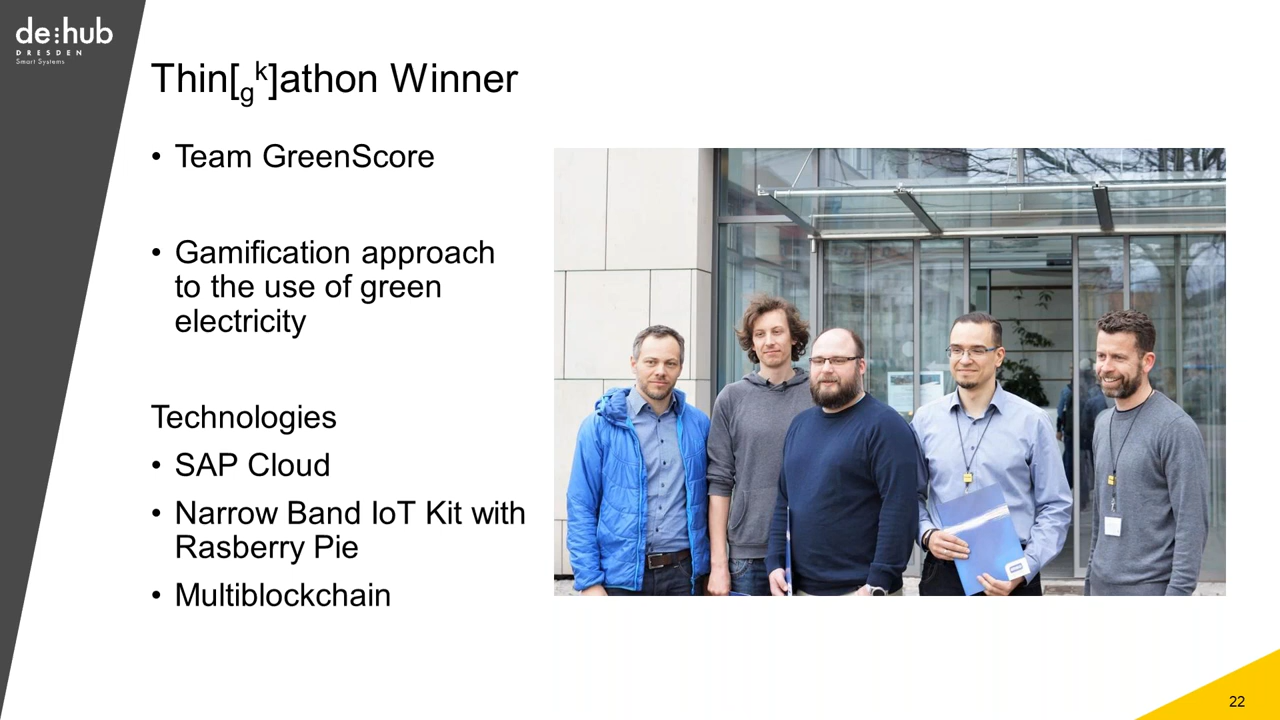 de:hub
DRESDEN
Smart Systems
Thin[gk]athon Winner
• Team GreenScore
• Gamification approach
to the use of green
electricity
Technologies
• SAP Cloud
• Narrow Band IoT Kit with
Rasberry Pie
• Multiblockchain
22